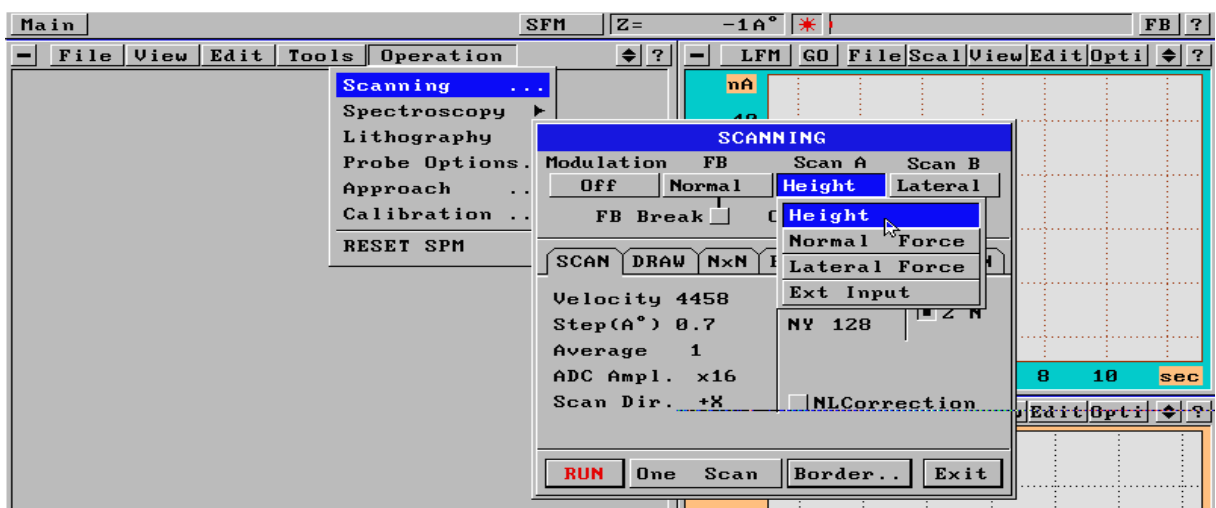 Main SFM Z= -1A° FB ?
File View Edit Tools Operation ?
LFM GO File Scal View Edit Opti ?
nA
Scanning ...
Spectroscopy
Lithography
Probe Options.
Approach ..
Calibration ..
RESET SPM
SCANNING
Modulation FB Scan A Scan B
Off Normal Height Lateral
FB Break
Height
Normal Force
Lateral Force
Ext Input
SCAN DRAW NxN
Velocity 4458
Step(A°) 0.7
Average 1
ADC Ampl. x16
Scan Dir. +X
NY 128
Z N
NLCorrection
RUN One Scan Border.. Exit
8 10 sec
Edit Opti ?